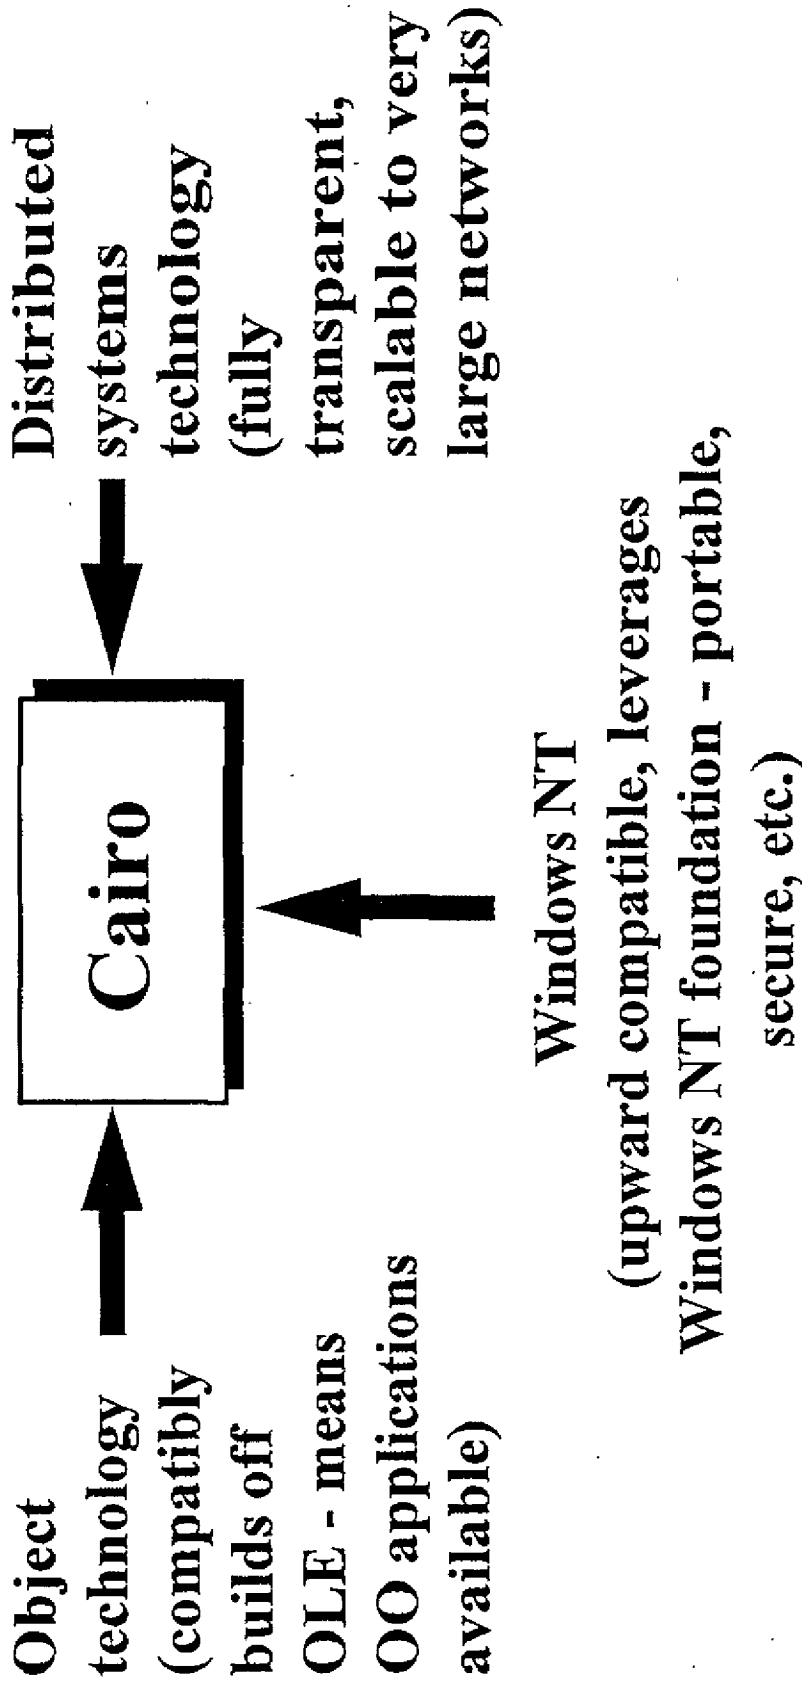 Object
technology
(compatibly
builds off
OLE - means
OO applications
available)
Cairo
Distributed
systems
technology
(fully
transparent,
scalable to very
large networks)
Windows NT
(upward compatible, leverages
Windows NT foundation - portable,
secure, etc.)